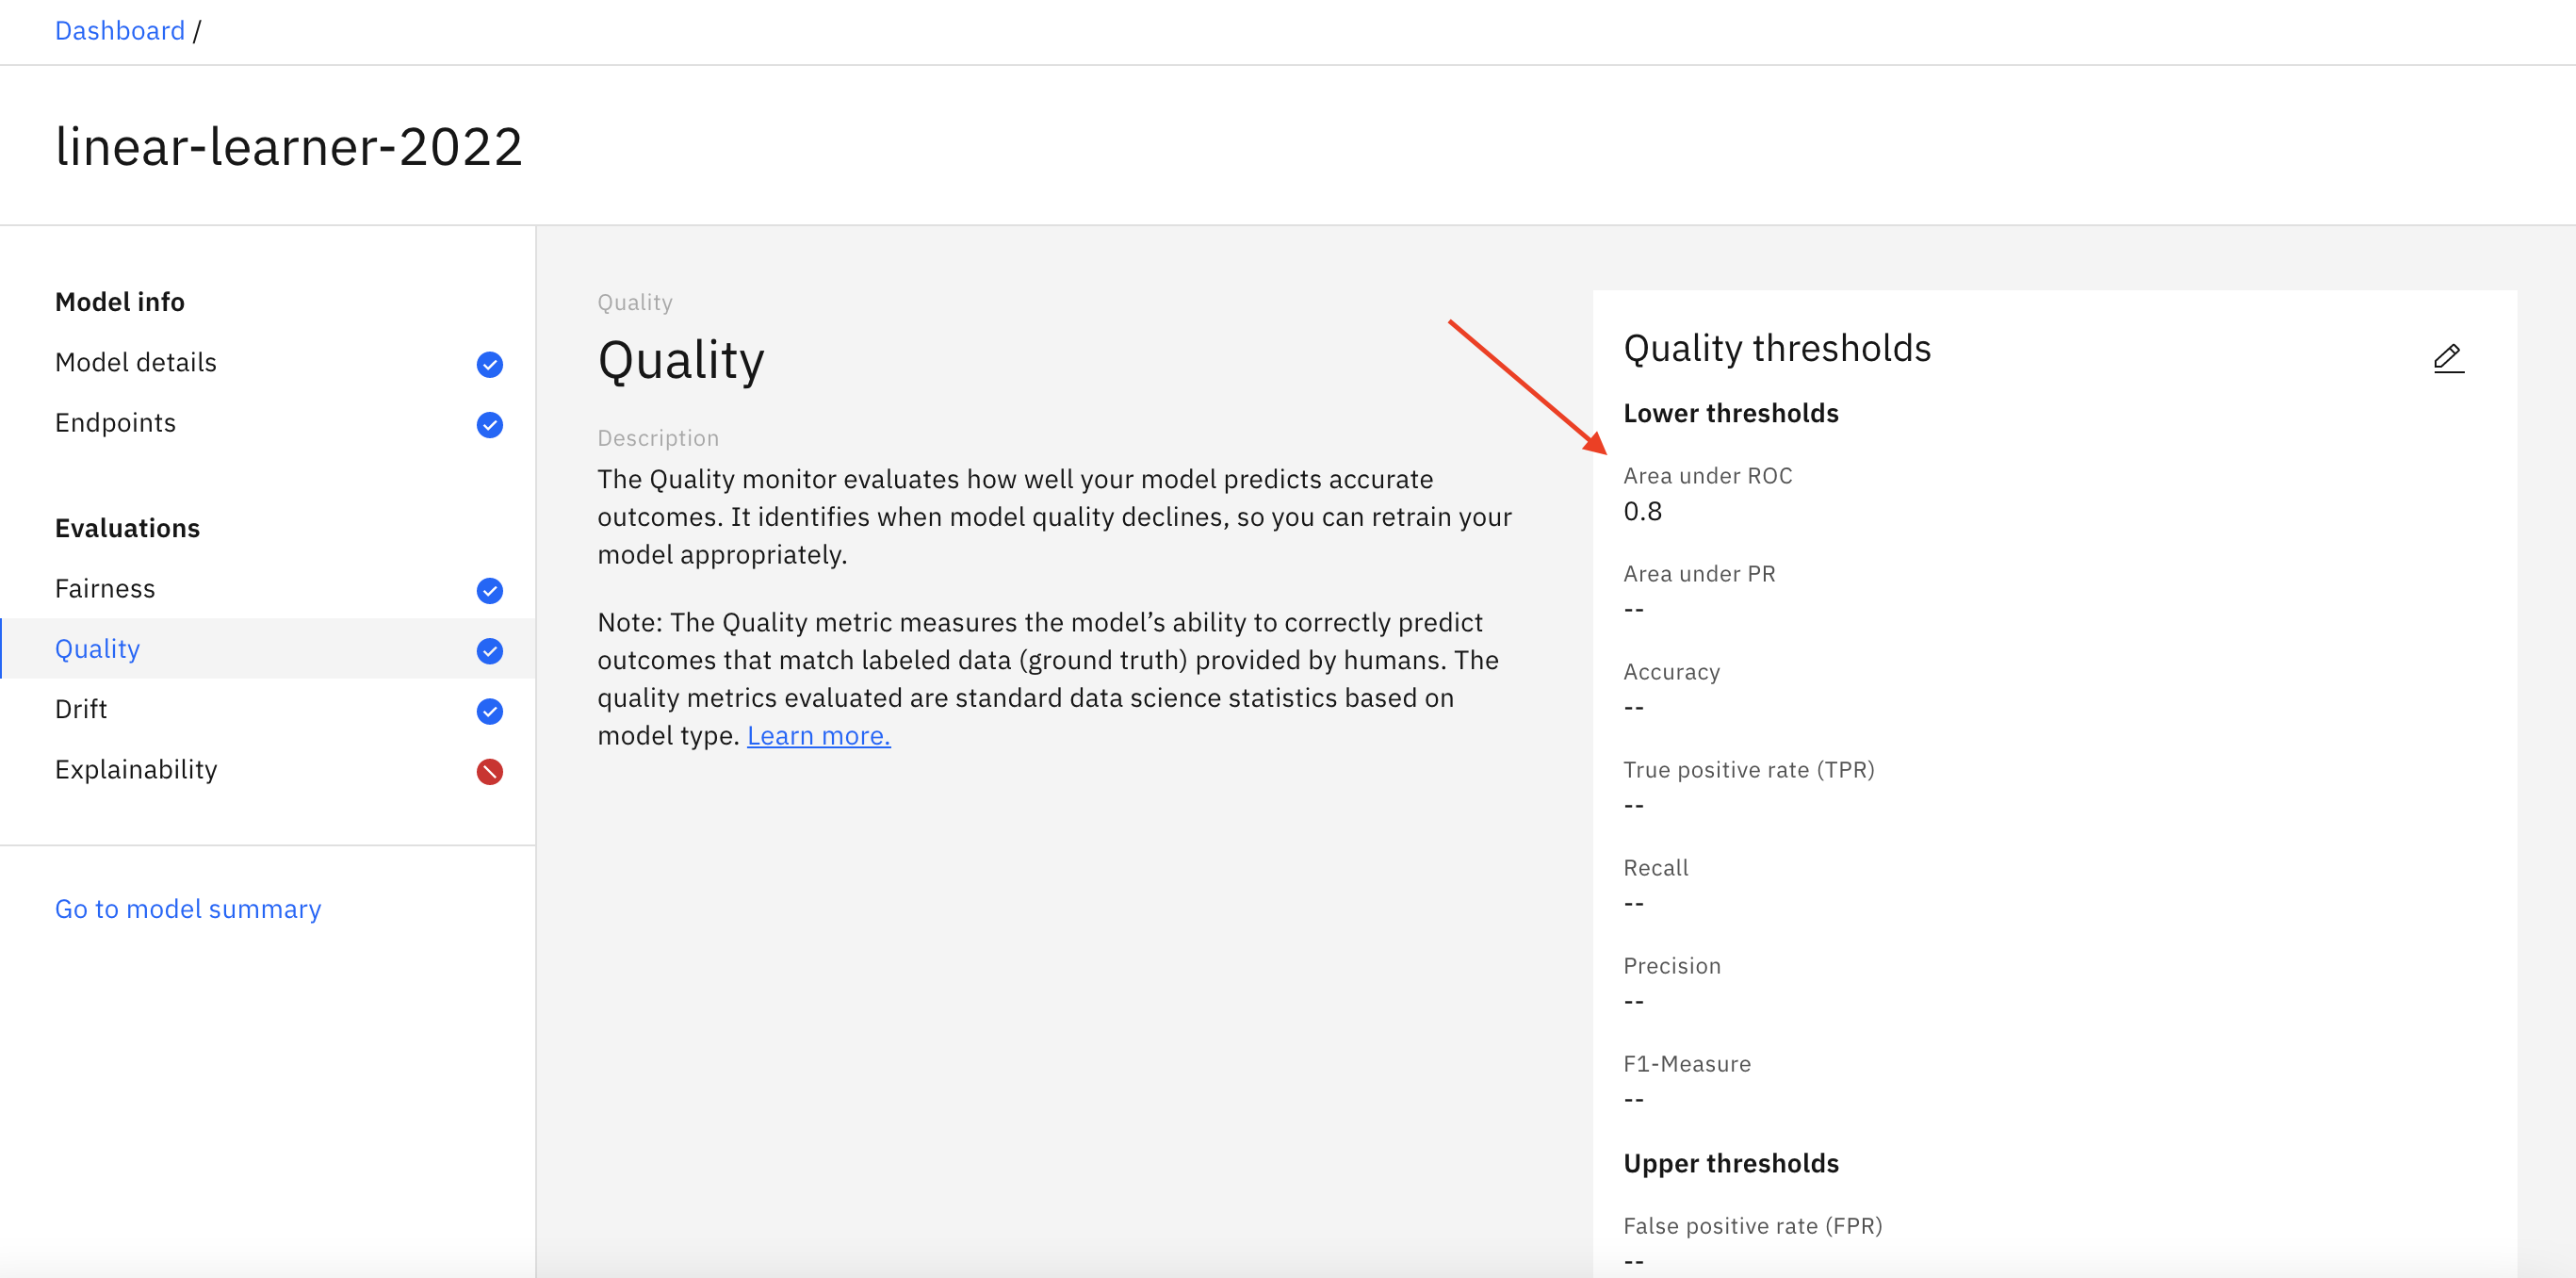 Dashboard /
linear-learner-2022
Model info
Model details
Endpoints
Evaluations
Fairness
Quality
Drift
Explainability
Go to model summary
Quality
Quality
Description
The Quality monitor evaluates how well your model predicts accurate
outcomes. It identifies when model quality declines, so you can retrain your
model appropriately.
Note: The Quality metric measures the model’s ability to correctly predict
outcomes that match labeled data (ground truth) provided by humans. The
quality metrics evaluated are standard data science statistics based on
model type. Learn more.
Quality thresholds
Lower thresholds
Area under ROC
0.8
Area under PR
--
Accuracy
--
True positive rate (TPR)
--
Recall
--
Precision
--
F1-Measure
--
Upper thresholds
False positive rate (FPR)
--